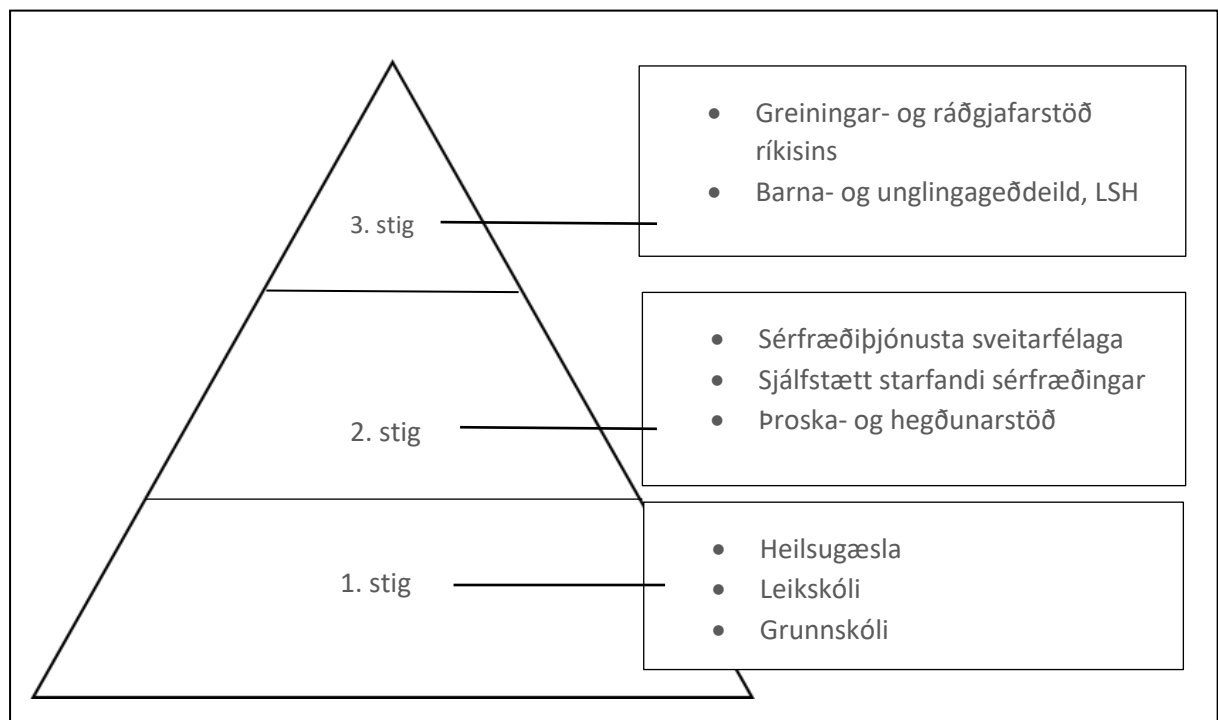 3. stig
• Greiningar- og ráðgjafarstöð
ríkisins
• Barna- og unglingageðdeild, LSH
2. stig
• Sérfræðiþjónusta sveitarfélaga
• Sjálfstætt starfandi sérfræðingar
• Þroska- og hegðunarstöð
1. stig
• Heilsugæsla
• Leikskóli
• Grunnskóli